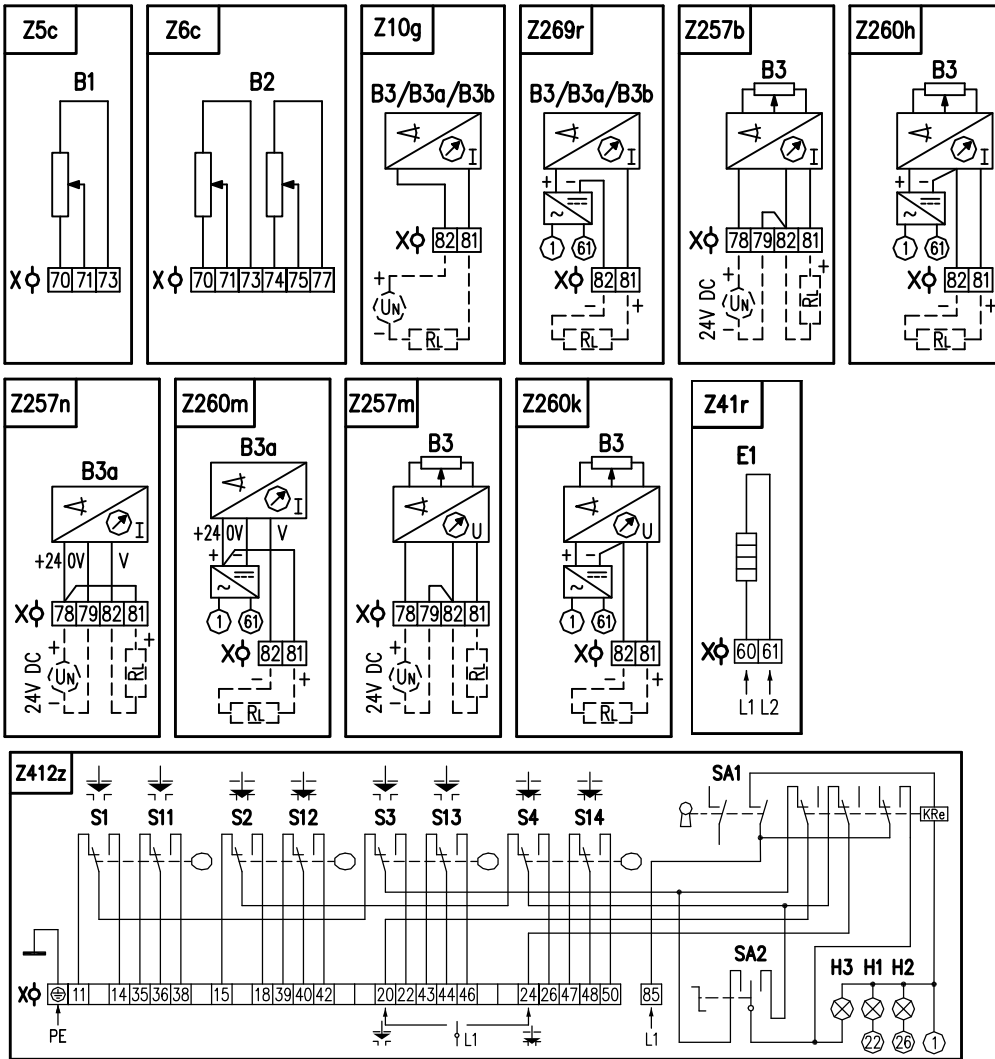 Z5c
B1
X 70 71 73
Z6c
B2
X 70 71 73 74 75 77
Z10g
B3/B3a/B3b
I
X 82 81
+
UN
-
RL
Z269r
B3/B3a/B3b
I
+ -
~
1 61
X 82 81
- +
RL
Z257b
B3
I
X 78 79 82 81
+ +
24V DC UN RL
-
Z260h
B3
I
+ -
~
1 61
X 82 81
- +
RL
Z257n
B3a
I
+24 0V V
X 78 79 82 81
+ +
24V DC UN RL
-
Z260m
B3a
I
+24 0V V
+ -
~
1 61
X 82 81
- +
RL
Z257m
B3
U
X 78 79 82 81
+ +
24V DC UN RL
-
Z260k
B3
U
+ -
~
1 61
X 82 81
- +
RL
Z41r
E1
X 60 61
L1 L2
Z412z
S1 S11 S2 S12 S3 S13 S4 S14
SA1
KRe
SA2
H3 H1 H2
X 11 14 35 36 38 15 18 39 40 42 20 22 43 44 46 24 26 47 48 50 85
22 26 1
PE L1 L1